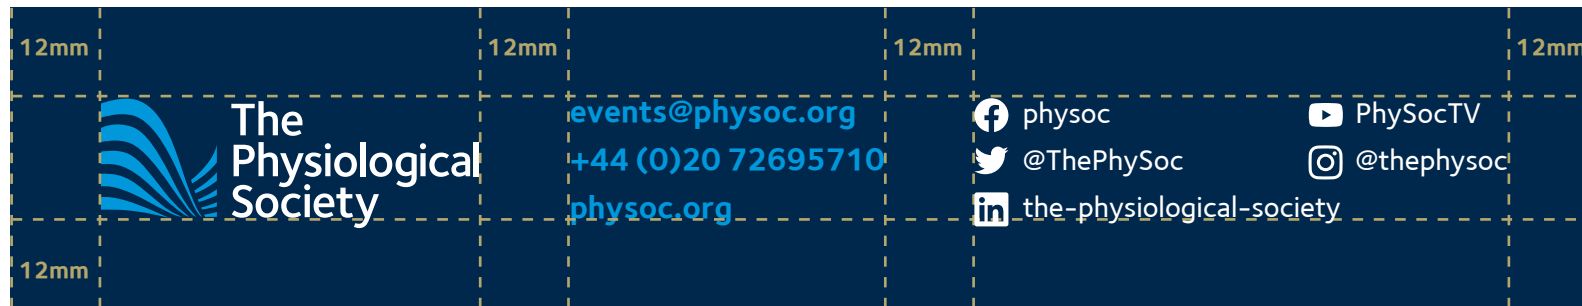 12mm
12mm
12mm
12mm
The
Physiological
Society
events@physoc.org
+44 (0)20 72695710
physoc.org
physoc
@ThePhySoc
the-physiological-society
PhySocTV
@thephysoc
12mm